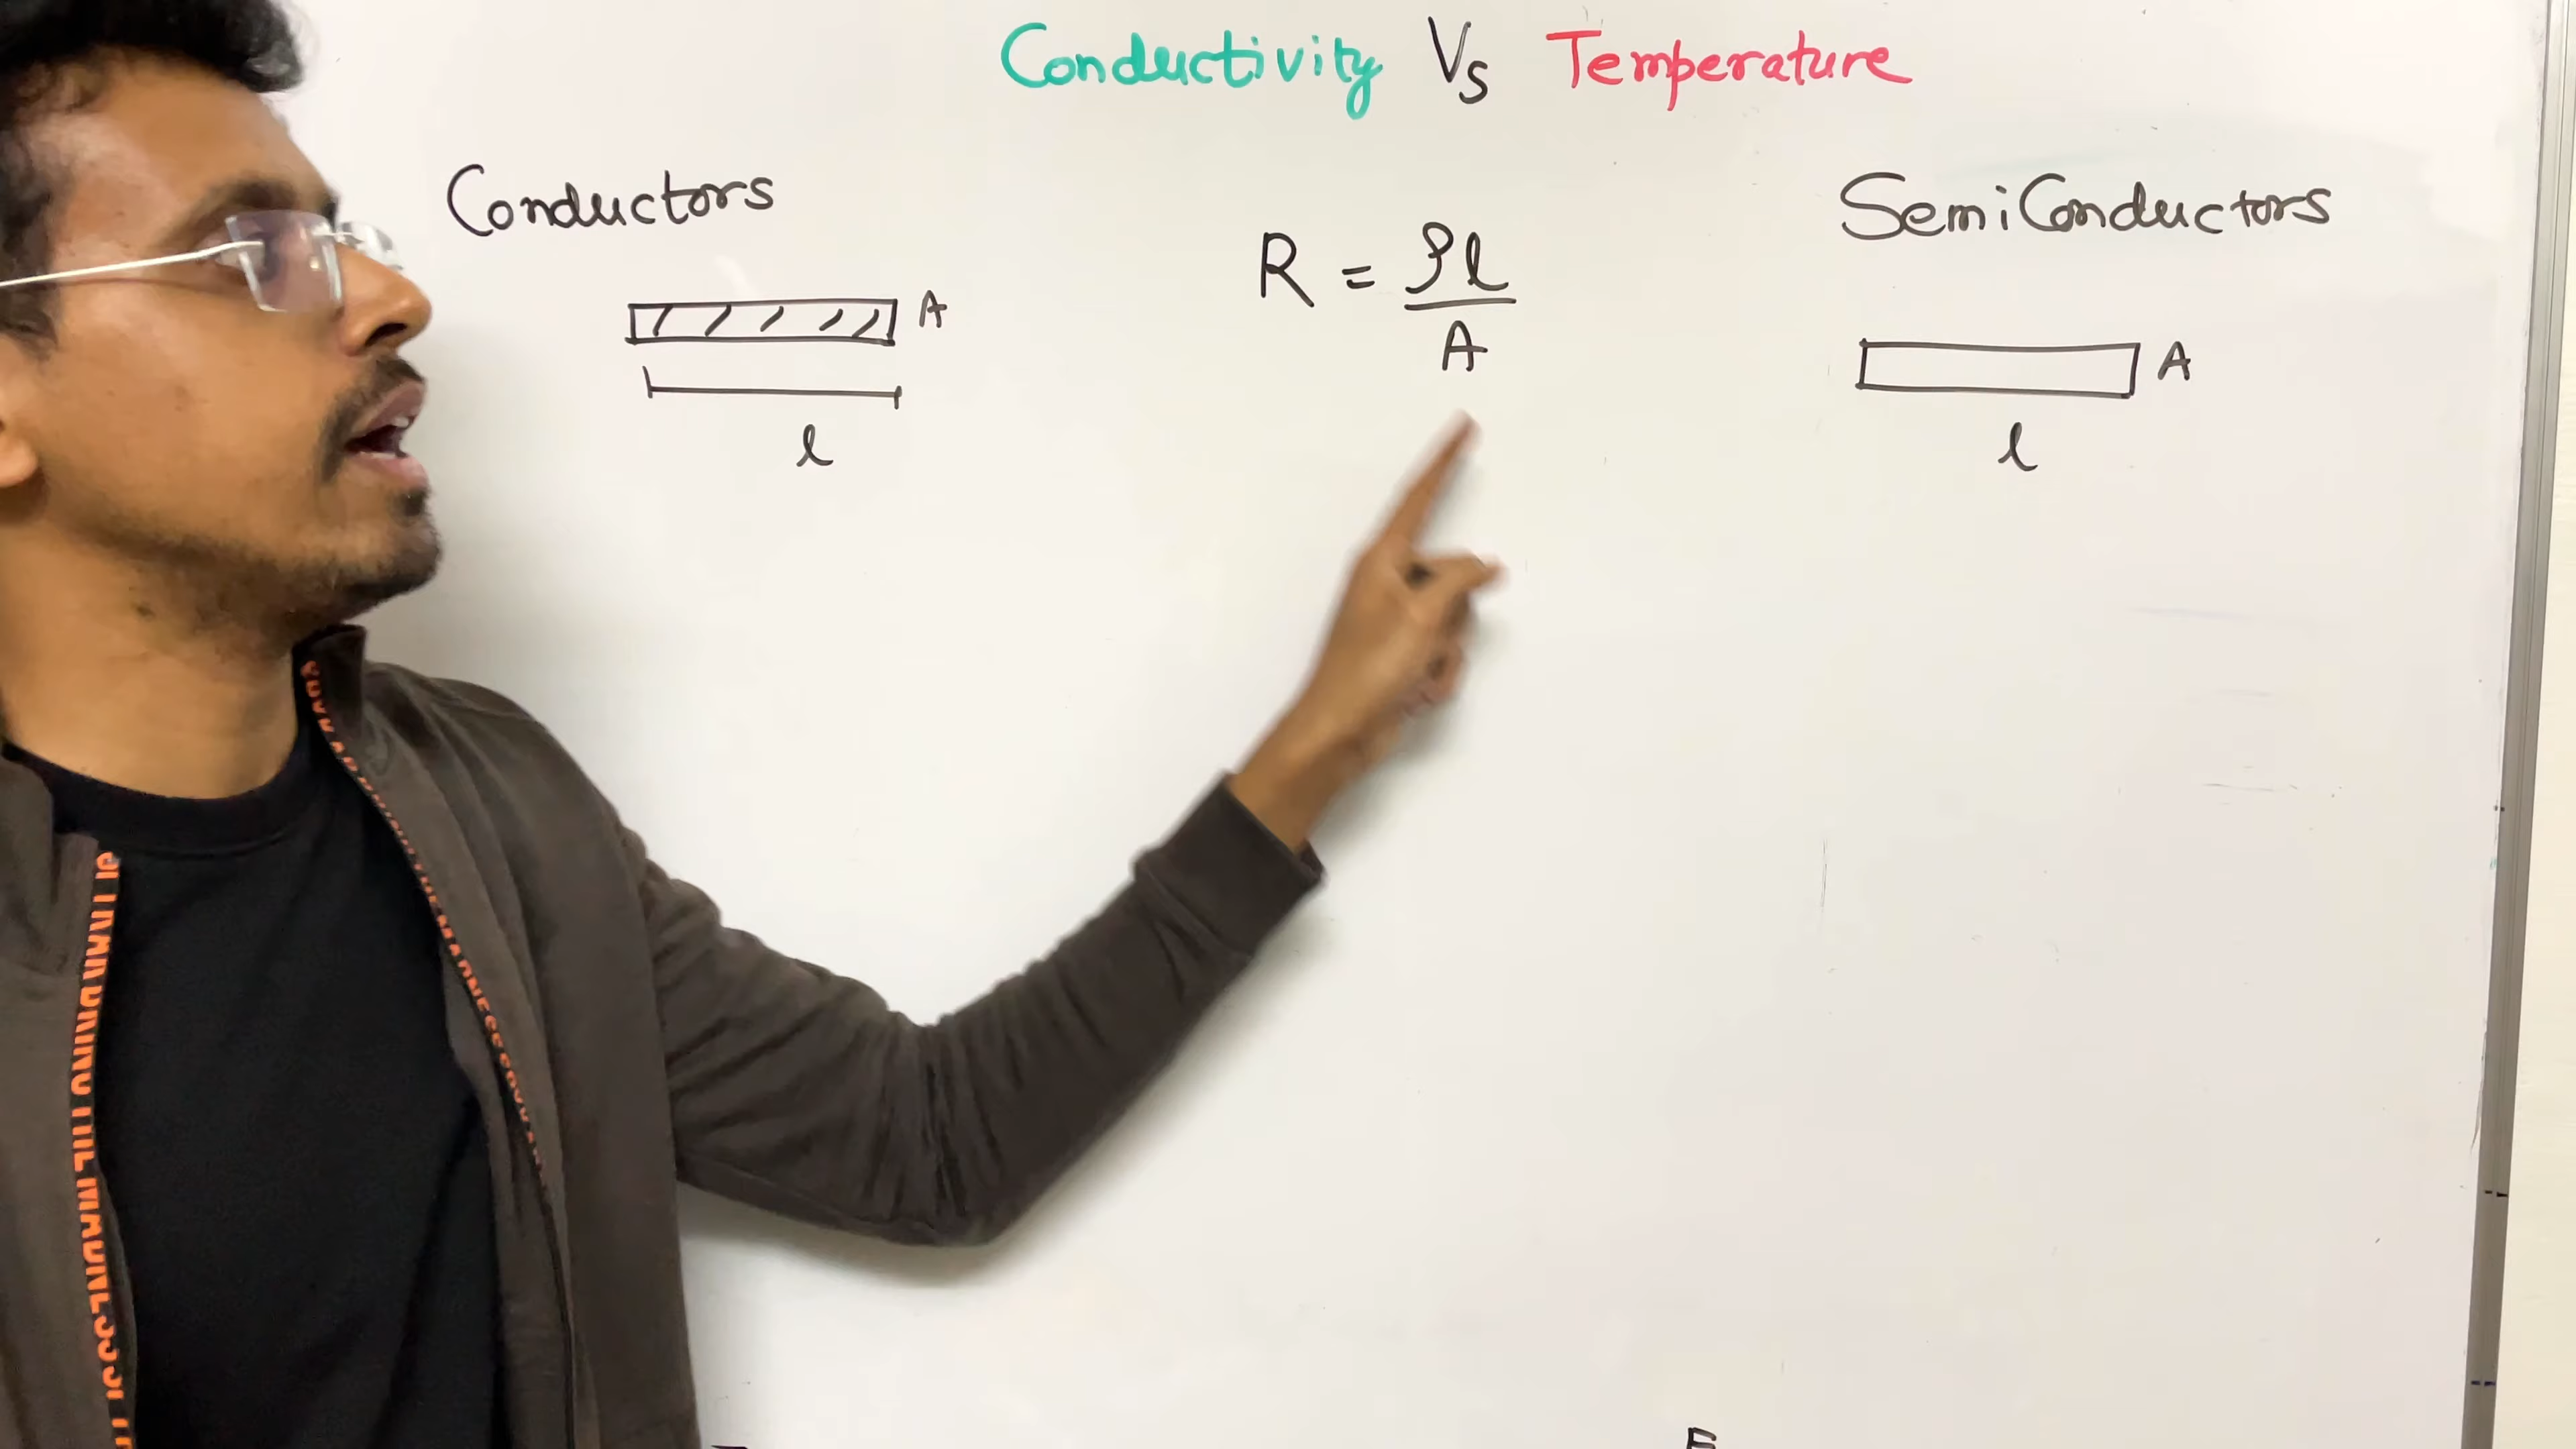 Conductivity Vs Temperature
Conductors
SemiConductors
A
l
R = ρl
A
A
l
E